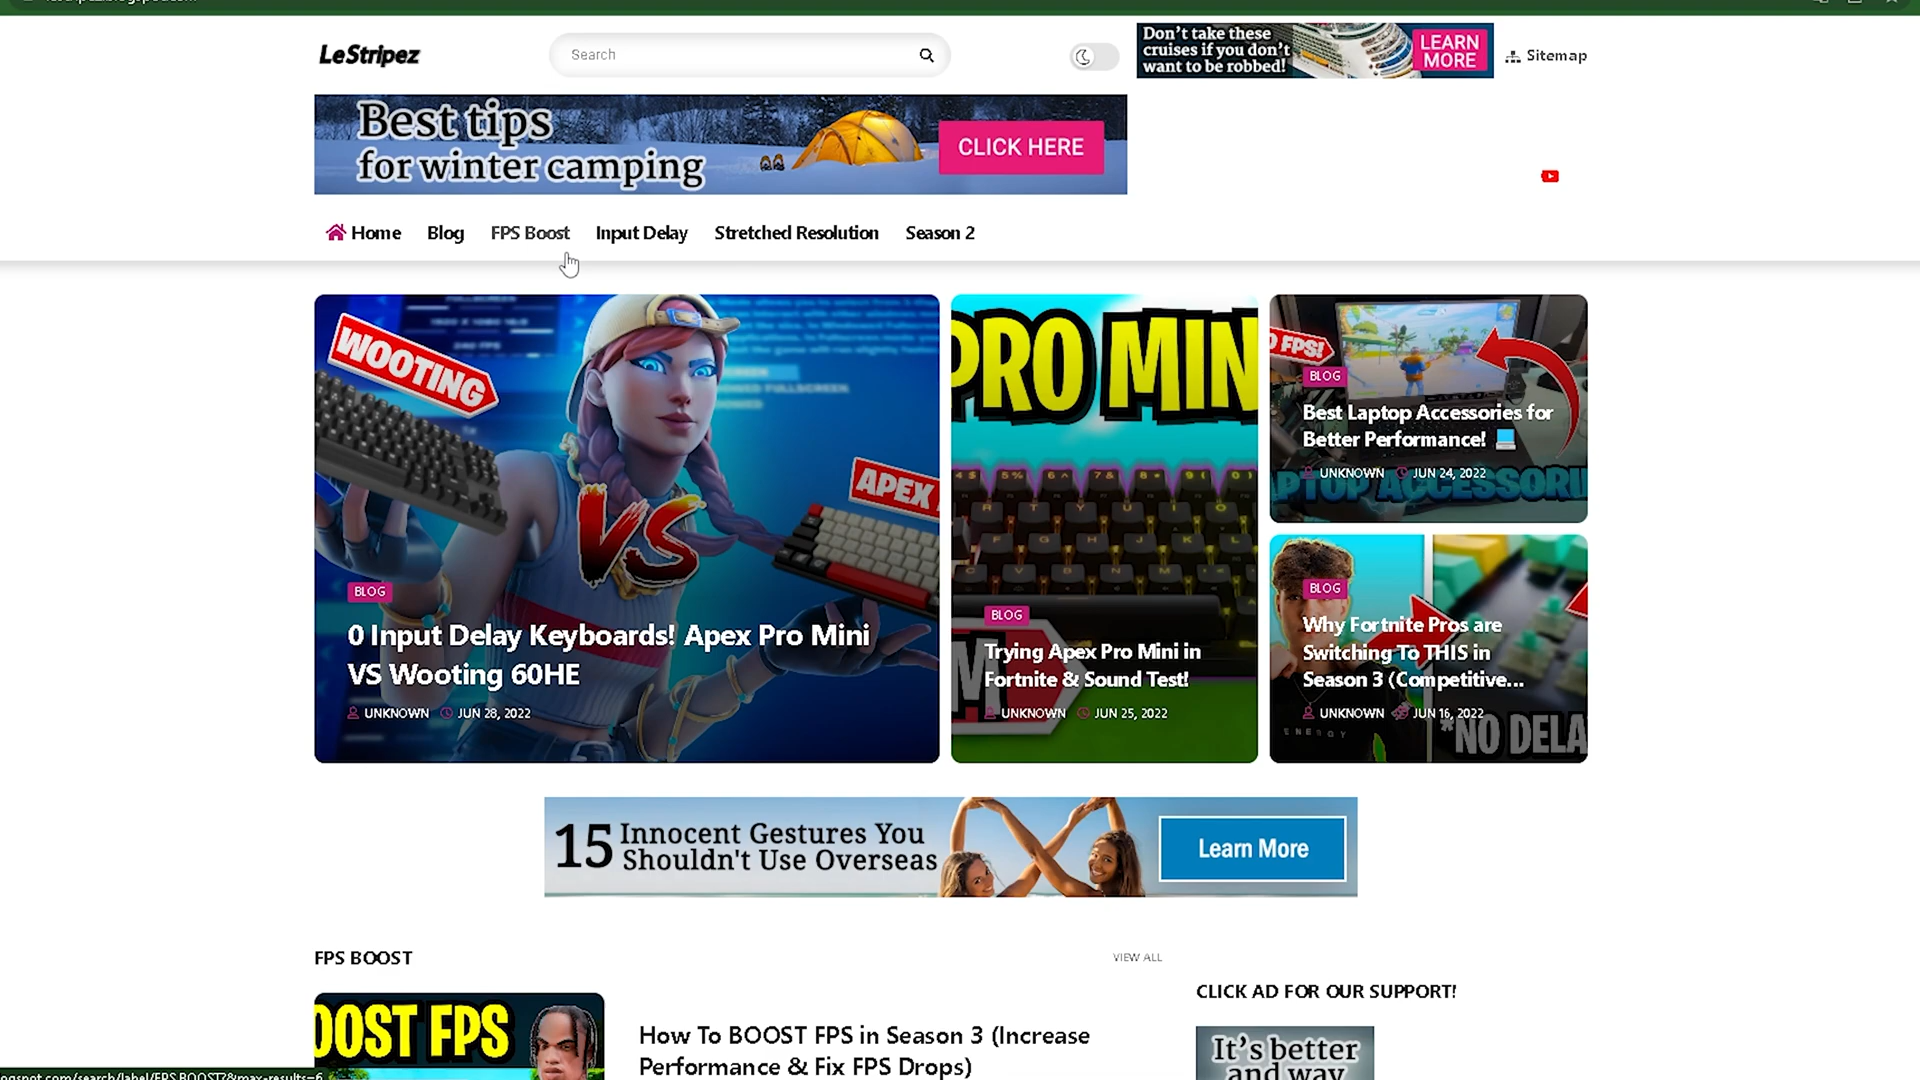 LeStripez
Search
Don't take these
cruises if you don't
want to be robbed!
LEARN
MORE
Sitemap
Best tips
for winter camping
CLICK HERE
Home
Blog
FPS Boost
Input Delay
Stretched Resolution
Season 2
WOOTING
APEX
VS
BLOG
0 Input Delay Keyboards! Apex Pro Mini
VS Wooting 60HE
UNKNOWN JUN 28, 2022
PRO MIN
BLOG
Trying Apex Pro Mini in
Fortnite & Sound Test!
UNKNOWN JUN 25, 2022
FPS!
BLOG
Best Laptop Accessories for
Better Performance!
UNKNOWN JUN 24, 2022
BLOG
Why Fortnite Pros are
Switching To THIS in
Season 3 (Competitive...
UNKNOWN JUN 16, 2022
ENERGY
*NO DELA
15 Innocent Gestures You
Shouldn't Use Overseas
Learn More
FPS BOOST
VIEW ALL
OOST FPS
How To BOOST FPS in Season 3 (Increase
Performance & Fix FPS Drops)
CLICK AD FOR OUR SUPPORT!
It's better
and way